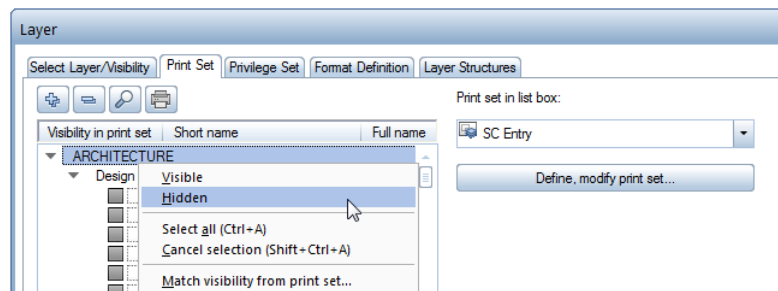 Layer
Select Layer/Visibility Print Set Privilege Set Format Definition Layer Structures
Print set in list box:
SC Entry
Define, modify print set...
Visibility in print set Short name Full name
ARCHITECTURE
Design
Visible
Hidden
Select all (Ctrl+A)
Cancel selection (Shift+Ctrl+A)
Match visibility from print set...